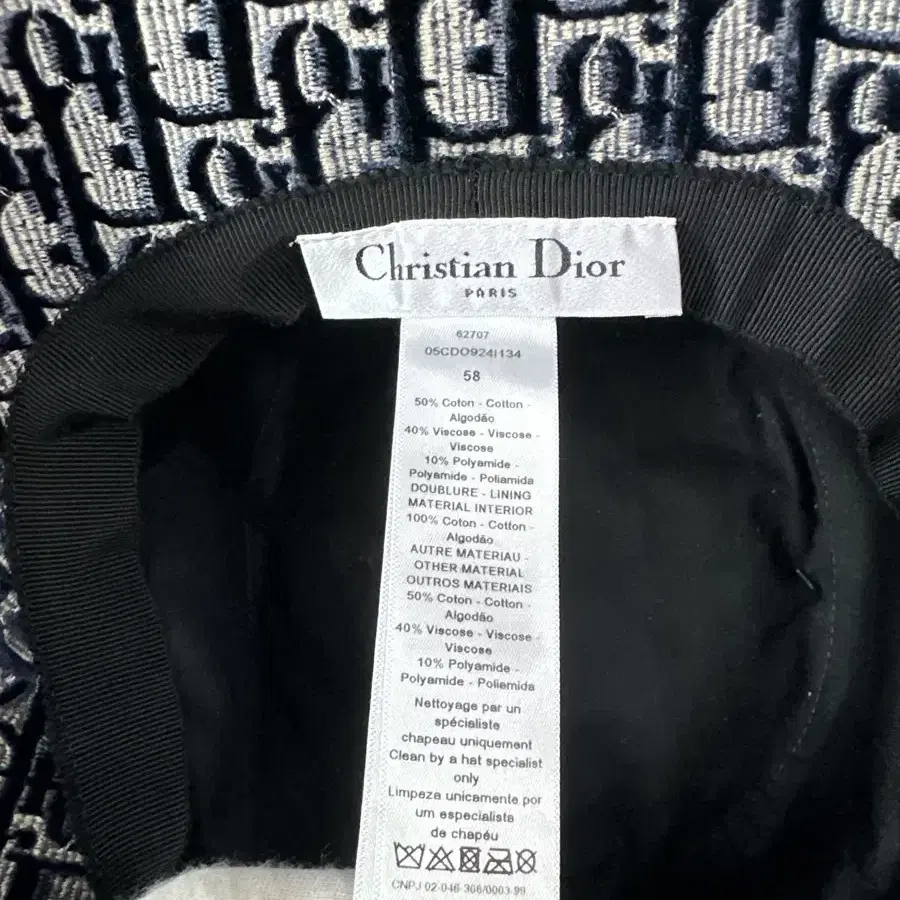 Christian Dior
PARIS
62707
05CDO924I134
58
50% Coton - Cotton -
Algodão
40% Viscose - Viscose -
Viscose
10% Polyamide -
Polyamide - Poliamida
DOUBLURE - LINING
MATERIAL INTERIOR
100% Coton - Cotton -
Algodão
AUTRE MATERIAU -
OTHER MATERIAL
OUTROS MATERIAIS
50% Coton - Cotton -
Algodão
40% Viscose - Viscose -
Viscose
10% Polyamide -
Polyamide - Poliamida
Nettoyage par un
spécialiste
chapeau uniquement
Clean by a hat specialist
only
Limpeza unicamente por
um especialista
de chapéu
CNPJ 02-046-306/0003-99